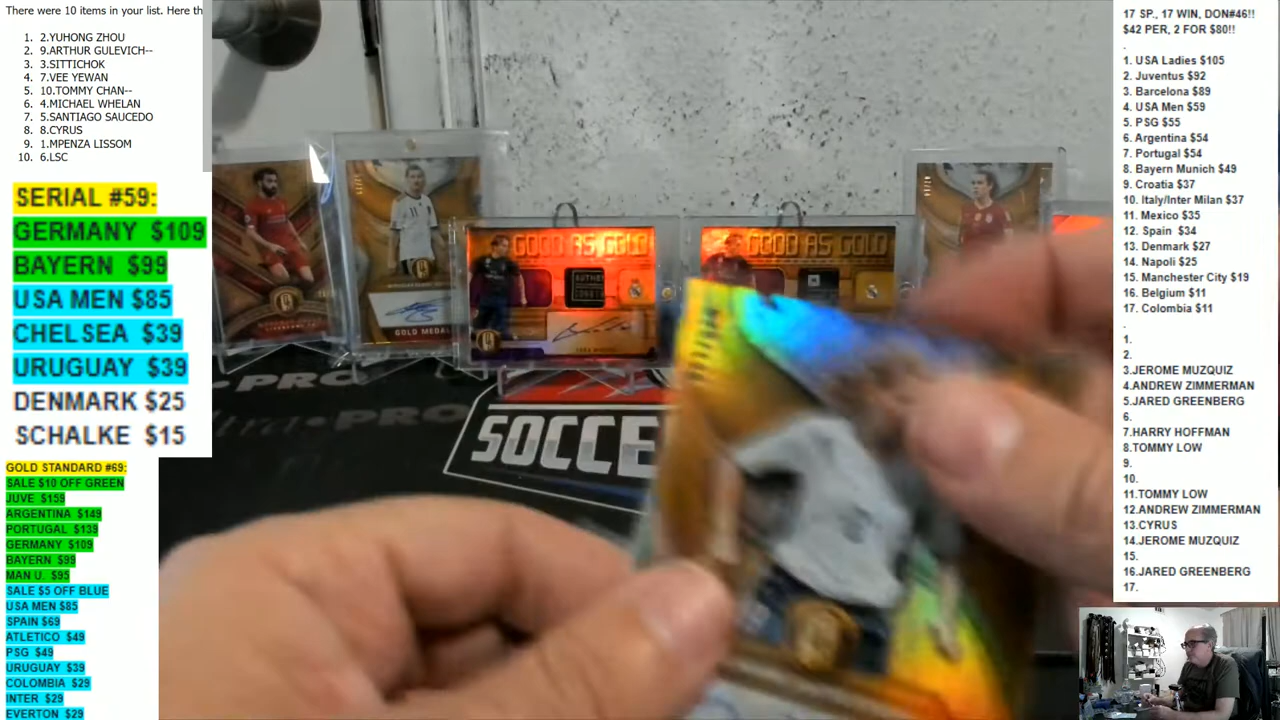 There were 10 items in your list. Here th
1. 2.YUHONG ZHOU
2. 9.ARTHUR GULEVICH--
3. 3.SITTICHOK
4. 7.VEE YEWAN
5. 10.TOMMY CHAN--
6. 4.MICHAEL WHELAN
7. 5.SANTIAGO SAUCEDO
8. 8.CYRUS
9. 1.MPENZA LISSOM
10. 6.LSC
SERIAL #59:
GERMANY $109
BAYERN $99
USA MEN $85
CHELSEA $39
URUGUAY $39
DENMARK $25
SCHALKE $15
GOLD STANDARD #69:
SALE $10 OFF GREEN
JUVE $159
ARGENTINA $149
PORTUGAL $139
GERMANY $109
BAYERN $99
MAN U. $95
SALE $5 OFF BLUE
USA MEN $85
SPAIN $69
ATLETICO $49
PSG $49
URUGUAY $39
COLOMBIA $29
INTER $29
EVERTON $29
GOLD MEDAL
GOOD AS GOLD
GOOD AS GOLD
PRO
PRO
SOCCE
17 SP., 17 WIN, DON#46!!
$42 PER, 2 FOR $80!!
.
1. USA Ladies $105
2. Juventus $92
3. Barcelona $89
4. USA Men $59
5. PSG $55
6. Argentina $54
7. Portugal $54
8. Bayern Munich $49
9. Croatia $37
10. Italy/Inter Milan $37
11. Mexico $35
12. Spain $34
13. Denmark $27
14. Napoli $25
15. Manchester City $19
16. Belgium $11
17. Colombia $11
.
1.
2.
3.JEROME MUZQUIZ
4.ANDREW ZIMMERMAN
5.JARED GREENBERG
6.
7.HARRY HOFFMAN
8.TOMMY LOW
9.
10.
11.TOMMY LOW
12.ANDREW ZIMMERMAN
13.CYRUS
14.JEROME MUZQUIZ
15.
16.JARED GREENBERG
17.